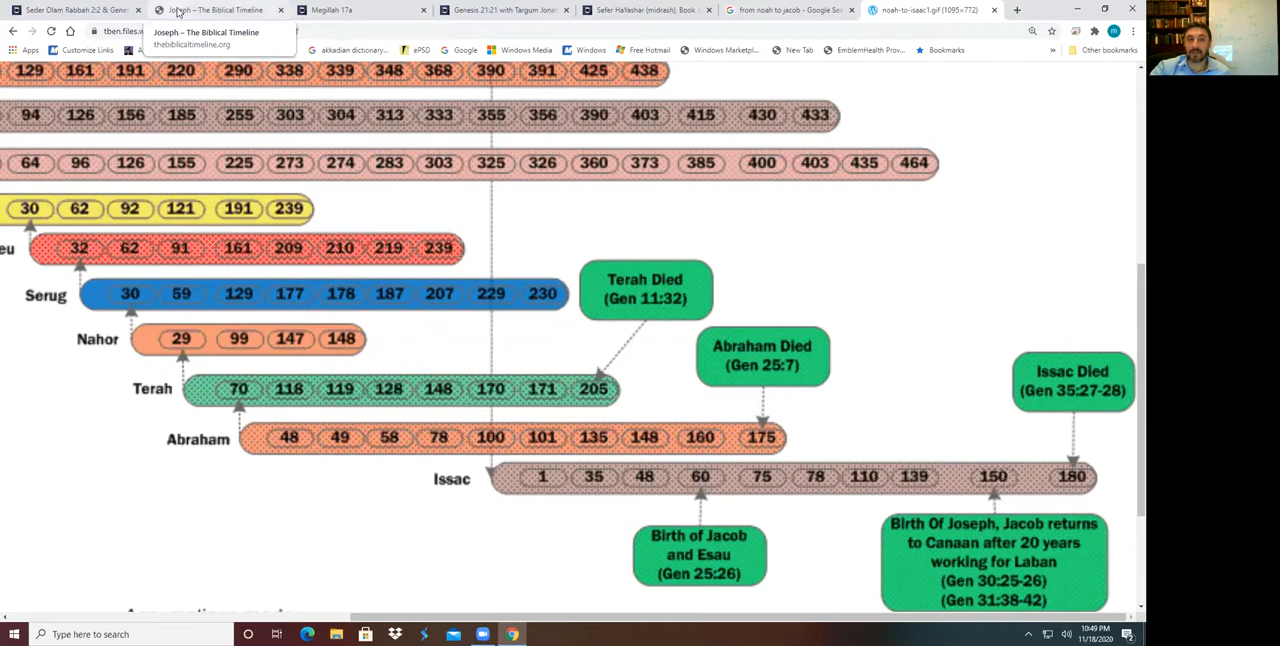 Seder Olam Rabbah 2:2 & Genes
Joseph – The Biblical Timeline
Megillah 17a
Genesis 21:21 with Targum Jonat
Sefer HaYashar (midrash), Book o
from noah to jacob - Google Sea
noah-to-isaac1.gif (1095×772)
tben.files.w
Joseph – The Biblical Timeline
thebiblicaltimeline.org
Apps
Customize Links
akkadian dictionary...
ePSD
Google
Windows Media
Windows
Free Hotmail
Windows Marketpl...
New Tab
EmblemHealth Prov...
Bookmarks
Other bookmarks
129 161 191 220 290 338 339 348 368 390 391 425 438
94 126 156 185 255 303 304 313 333 355 356 390 403 415 430 433
64 96 126 155 225 273 274 283 303 325 326 360 373 385 400 403 435 464
30 62 92 121 191 239
eu 32 62 91 161 209 210 219 239
Serug 30 59 129 177 178 187 207 229 230
Terah Died
(Gen 11:32)
Nahor 29 99 147 148
Abraham Died
(Gen 25:7)
Issac Died
(Gen 35:27-28)
Terah 70 118 119 128 148 170 171 205
Abraham 48 49 58 78 100 101 135 148 160 175
Issac 1 35 48 60 75 78 110 139 150 180
Birth of Jacob
and Esau
(Gen 25:26)
Birth Of Joseph, Jacob returns
to Canaan after 20 years
working for Laban
(Gen 30:25-26)
(Gen 31:38-42)
Type here to search
10:49 PM
11/18/2020